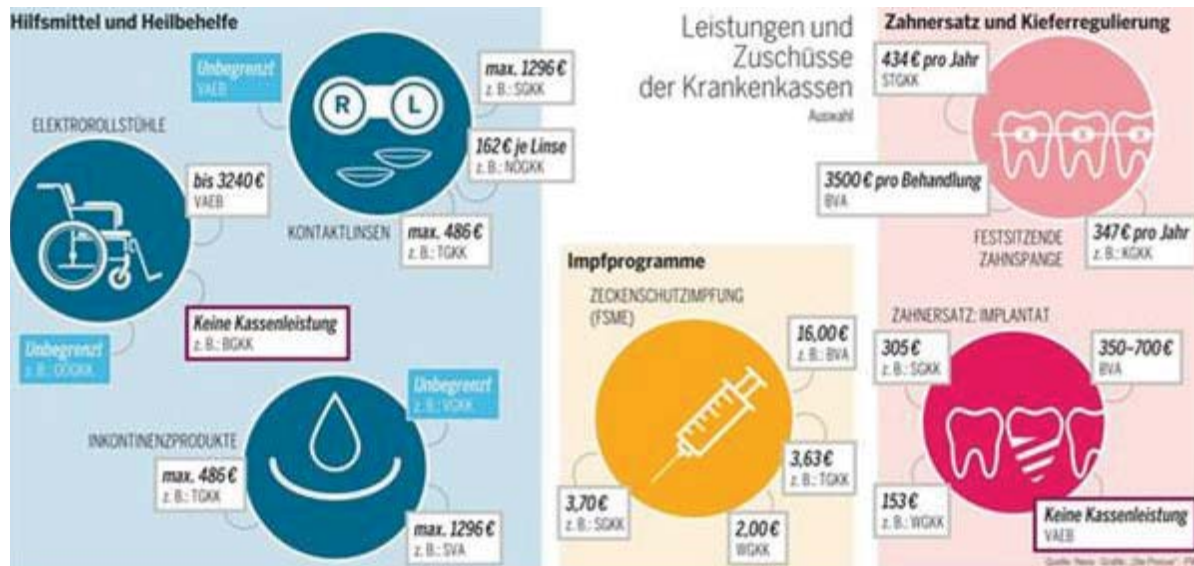 Hilfsmittel und Heilbehelfe
Unbegrenzt
VAEB
max. 1296 €
z. B.: SGKK
R
L
ELEKTROROLLSTÜHLE
162 € je Linse
z. B.: NÖGKK
bis 3240 €
VAEB
KONTAKTLINSEN
max. 486 €
z. B.: TGKK
Keine Kassenleistung
z. B.: BGKK
Unbegrenzt
z. B.: OÖGKK
Unbegrenzt
z. B.: VGKK
INKONTINENZPRODUKTE
max. 486 €
z. B.: TGKK
max. 1296 €
z. B.: SVA
Leistungen und
Zuschüsse
der Krankenkassen
Auswahl
Impfprogramme
ZECKENSCHUTZIMPFUNG
(FSME)
16,00 €
z. B.: BVA
3,63 €
z. B.: TGKK
3,70 €
z. B.: SGKK
2,00 €
WGKK
Zahnersatz und Kieferregulierung
434 € pro Jahr
STGKK
3500 € pro Behandlung
BVA
FESTSITZENDE
ZAHNSPANGE
347 € pro Jahr
z. B.: KGKK
ZAHNERSATZ: IMPLANTAT
305 €
z. B.: SGKK
350–700 €
BVA
153 €
z. B.: WGKK
Keine Kassenleistung
VAEB